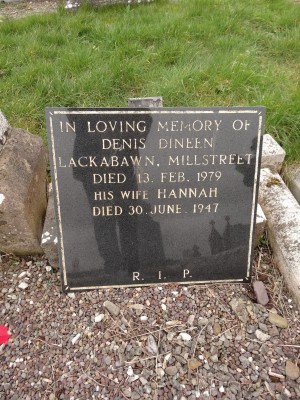 IN LOVING MEMORY OF
DENIS DINEEN
LACKABAWN, MILLSTREET
DIED 13. FEB. 1979
HIS WIFE HANNAH
DIED 30. JUNE. 1947
R. I. P.